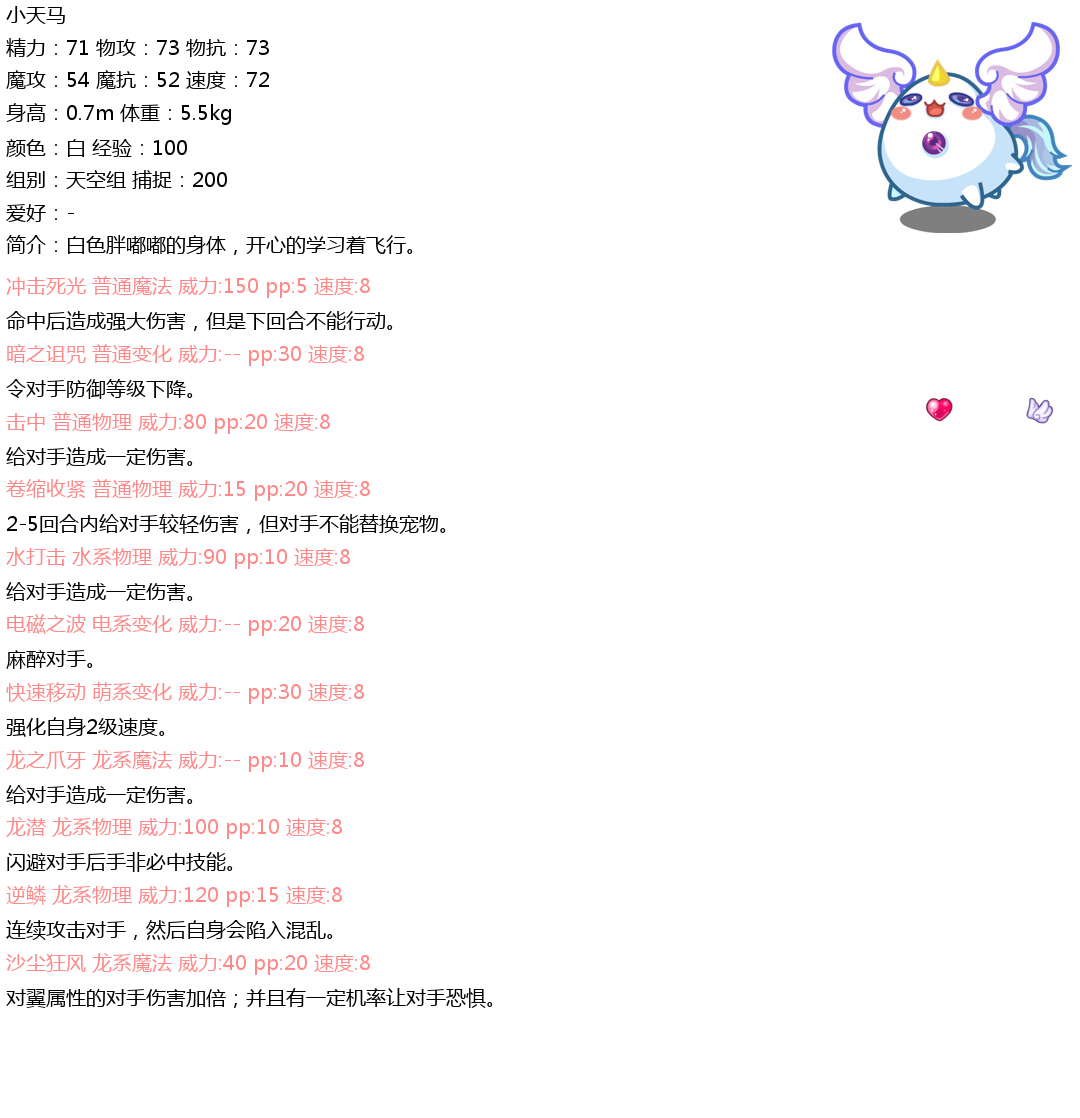 小天马
精力：71 物攻：73 物抗：73
魔攻：54 魔抗：52 速度：72
身高：0.7m 体重：5.5kg
颜色：白 经验：100
组别：天空组 捕捉：200
爱好：-
简介：白色胖嘟嘟的身体，开心的学习着飞行。
冲击死光 普通魔法 威力:150 pp:5 速度:8
命中后造成强大伤害，但是下回合不能行动。
暗之诅咒 普通变化 威力:-- pp:30 速度:8
令对手防御等级下降。
击中 普通物理 威力:80 pp:20 速度:8
给对手造成一定伤害。
卷缩收紧 普通物理 威力:15 pp:20 速度:8
2-5回合内给对手较轻伤害，但对手不能替换宠物。
水打击 水系物理 威力:90 pp:10 速度:8
给对手造成一定伤害。
电磁之波 电系变化 威力:-- pp:20 速度:8
麻醉对手。
快速移动 萌系变化 威力:-- pp:30 速度:8
强化自身2级速度。
龙之爪牙 龙系魔法 威力:-- pp:10 速度:8
给对手造成一定伤害。
龙潜 龙系物理 威力:100 pp:10 速度:8
闪避对手后手非必中技能。
逆鳞 龙系物理 威力:120 pp:15 速度:8
连续攻击对手，然后自身会陷入混乱。
沙尘狂风 龙系魔法 威力:40 pp:20 速度:8
对翼属性的对手伤害加倍；并且有一定机率让对手恐惧。